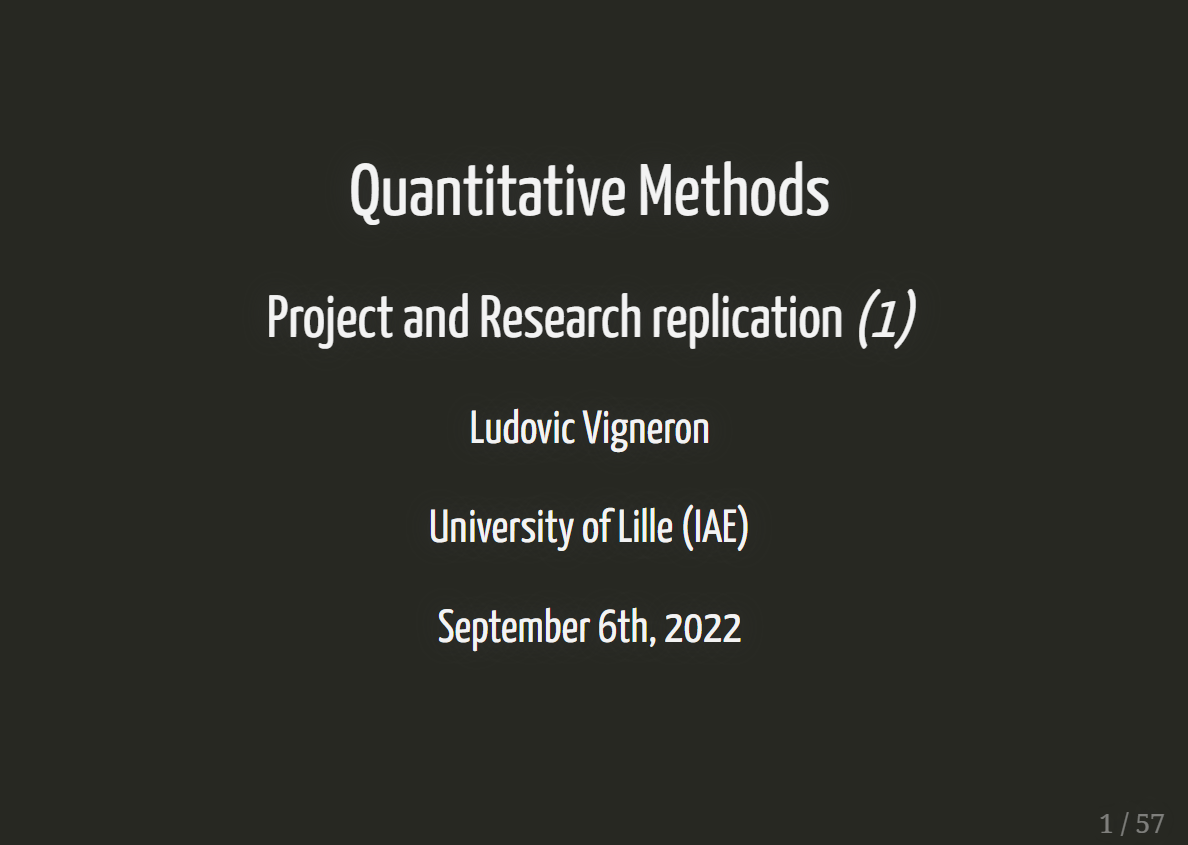 Quantitative Methods
Project and Research replication (1)
Ludovic Vigneron
University of Lille (IAE)
September 6th, 2022
1 / 57